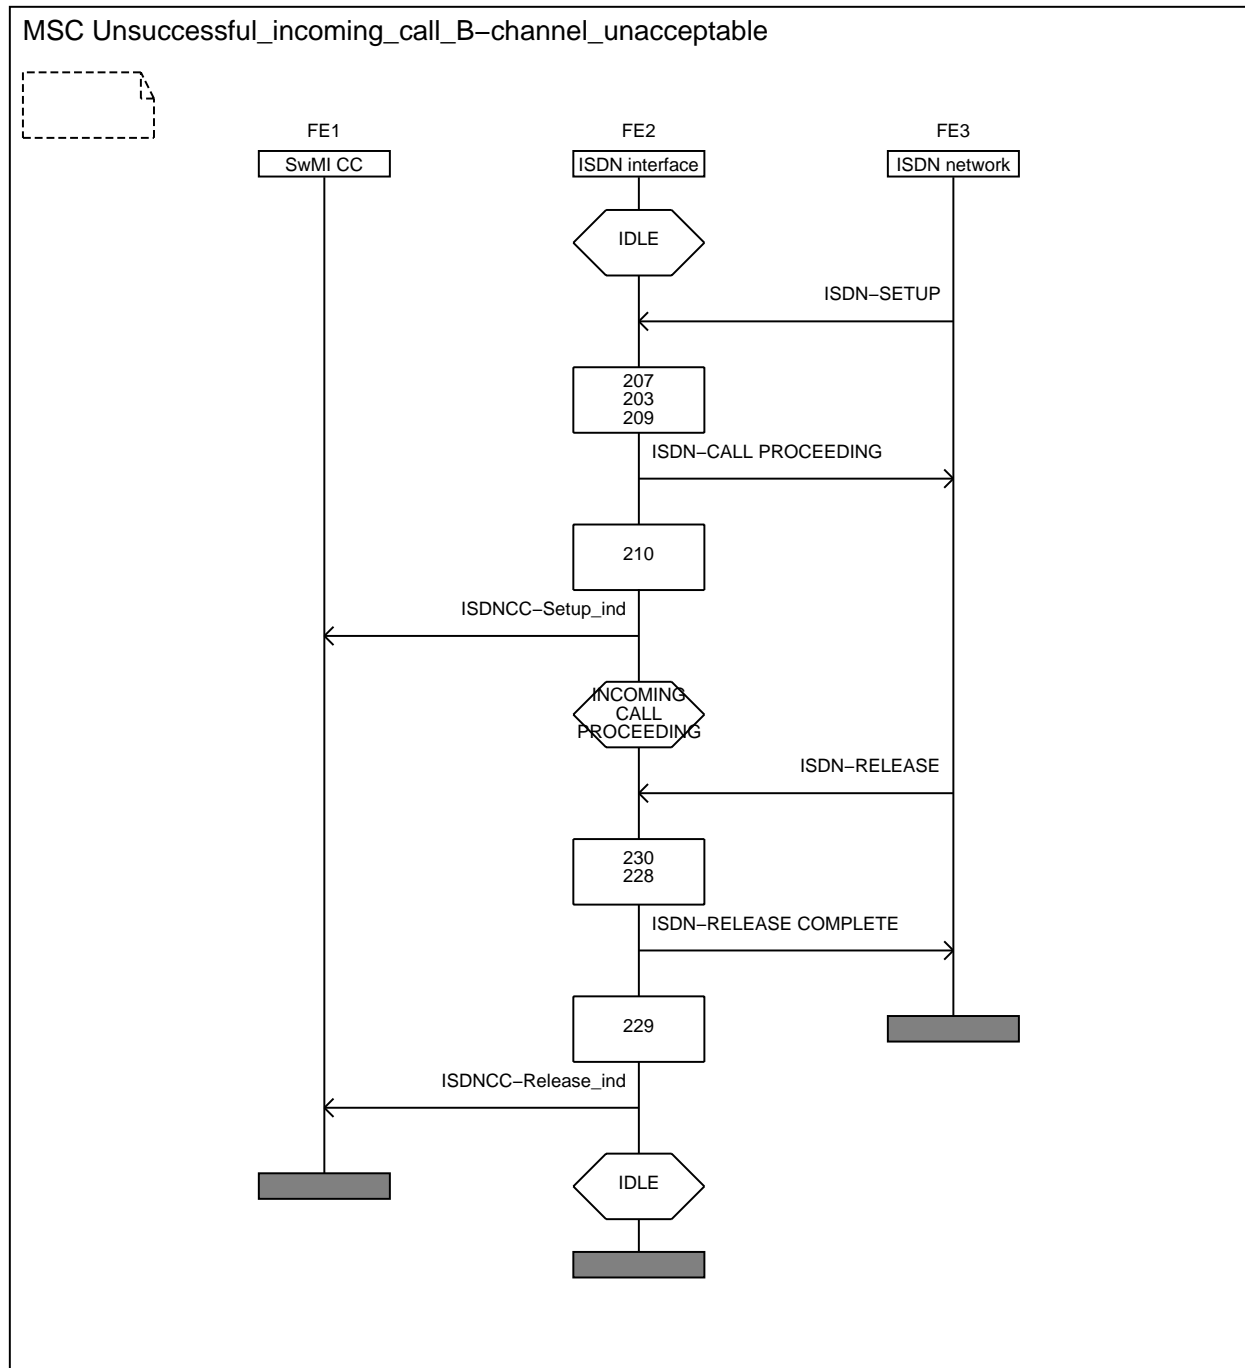 MSC Unsuccessful_incoming_call_B−channel_unacceptable
FE1 FE2 FE3
SwMI CC ISDN interface ISDN network
IDLE
ISDN−SETUP
207
203
209
ISDN−CALL PROCEEDING
210
ISDNCC−Setup_ind
INCOMING
CALL
PROCEEDING
ISDN−RELEASE
230
228
ISDN−RELEASE COMPLETE
229
ISDNCC−Release_ind
IDLE